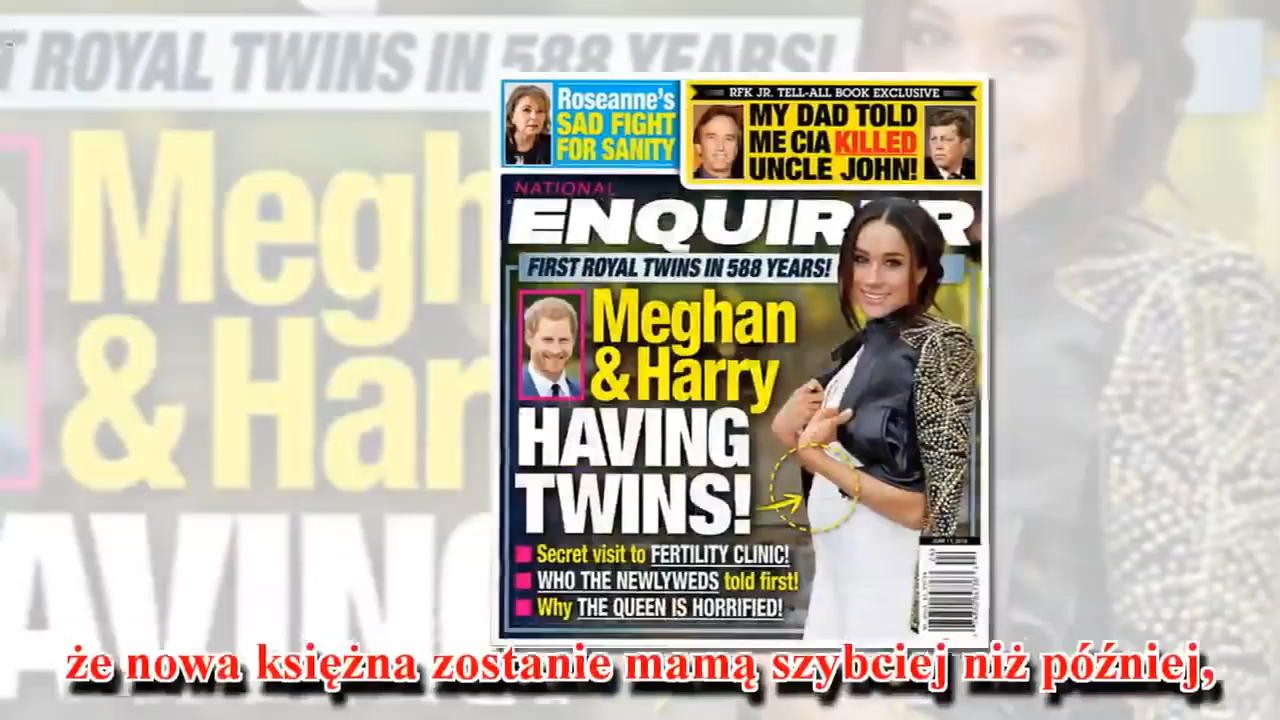 T ROYAL TWINS IN 588 YEARS!
Megh
& Har
AVING
Roseanne's
SAD FIGHT
FOR SANITY
RFK JR. TELL-ALL BOOK EXCLUSIVE
MY DAD TOLD
ME CIA KILLED
UNCLE JOHN!
NATIONAL
ENQUIRER
FIRST ROYAL TWINS IN 588 YEARS!
Meghan
& Harry
HAVING
TWINS!
Secret visit to FERTILITY CLINIC!
WHO THE NEWLYWEDS told first!
Why THE QUEEN IS HORRIFIED!
że nowa księżna zostanie mamą szybciej niż później,